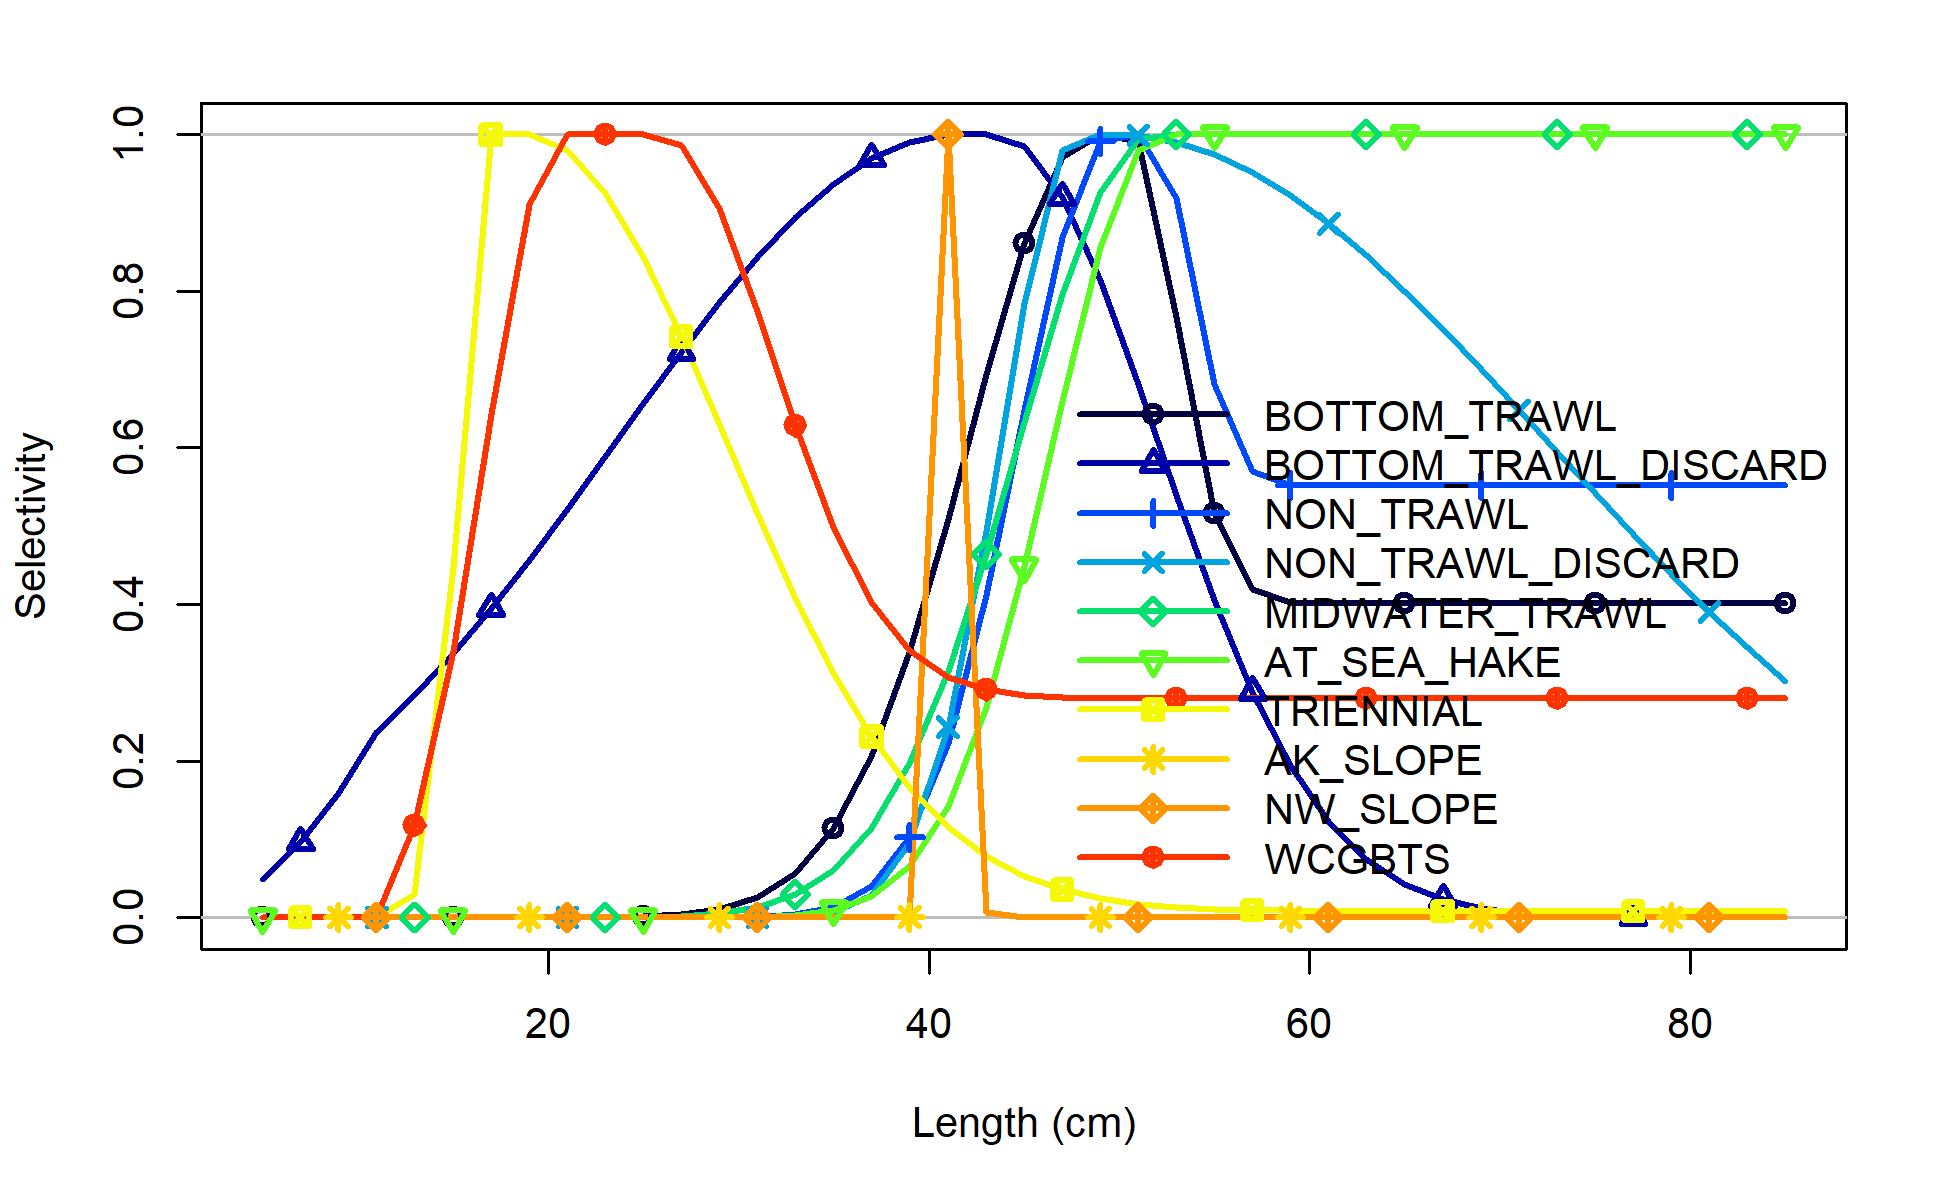 1.0
0.8
0.6
0.4
0.2
0.0
Selectivity
BOTTOM_TRAWL
BOTTOM_TRAWL_DISCARD
NON_TRAWL
NON_TRAWL_DISCARD
MIDWATER_TRAWL
AT_SEA_HAKE
TRIENNIAL
AK_SLOPE
NW_SLOPE
WCGBTS
20 40 60 80
Length (cm)